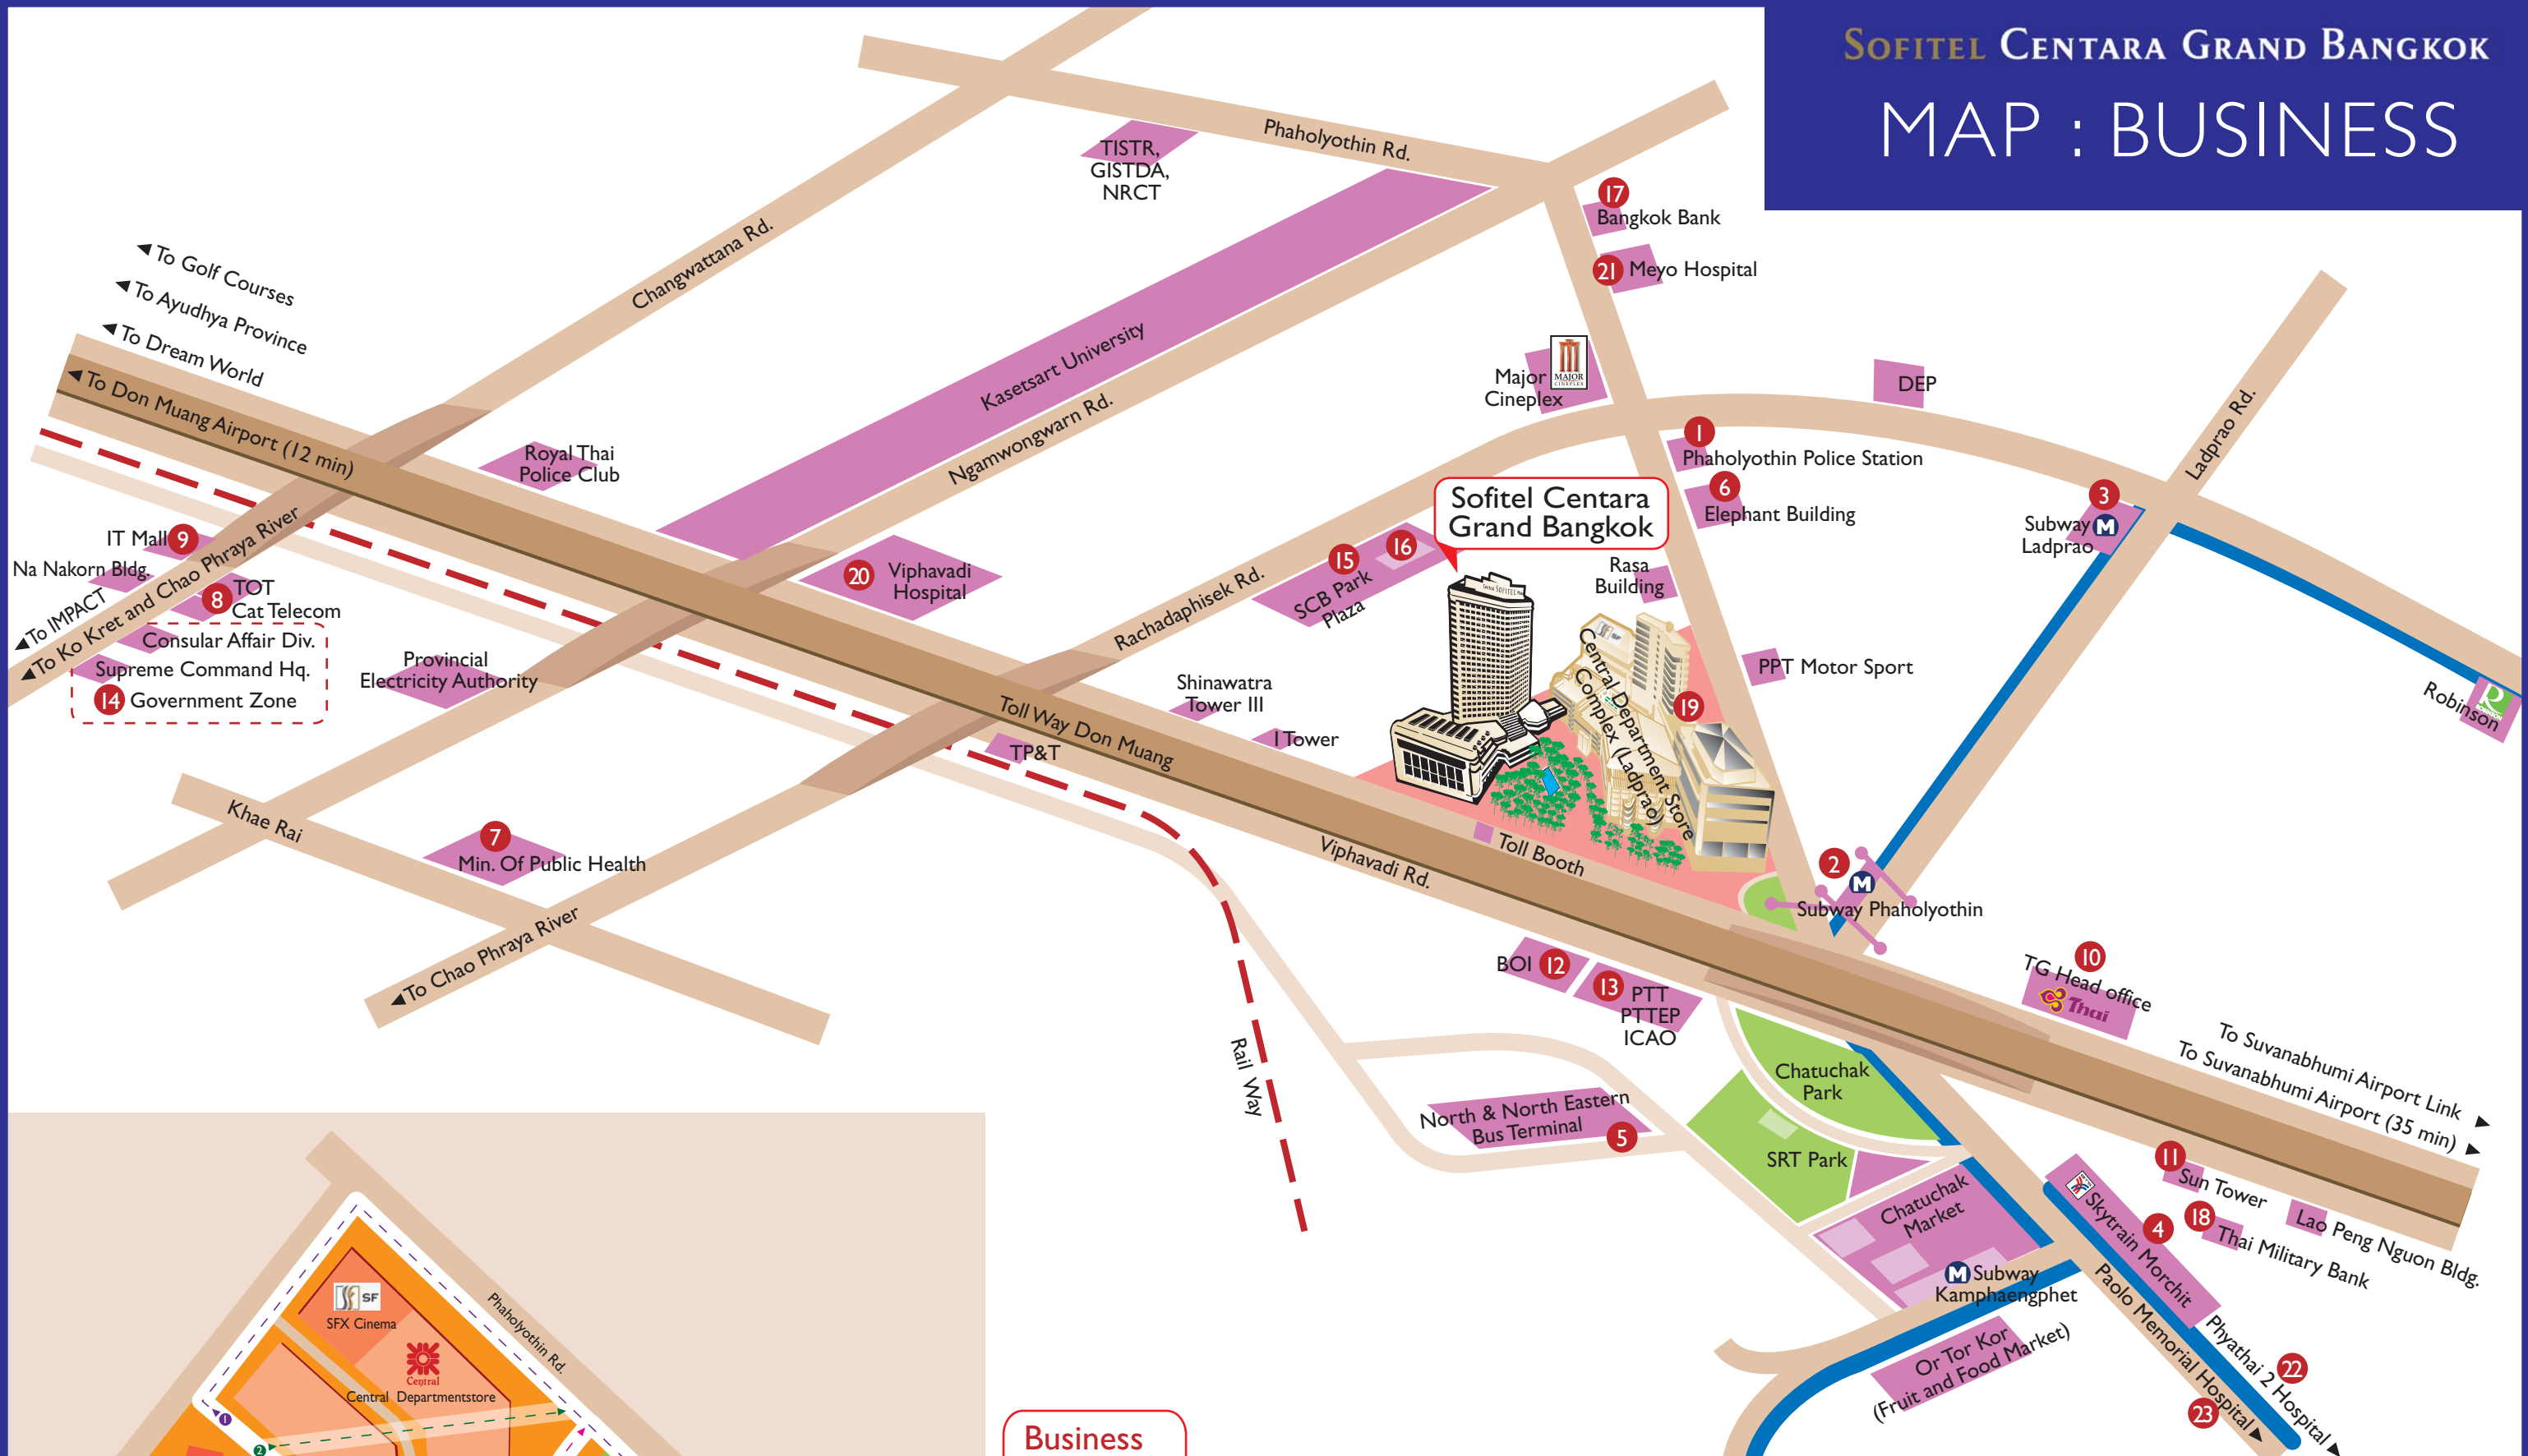 SOFITEL CENTARA GRAND BANGKOK
MAP : BUSINESS
Phaholyothin Rd.
TISTR,
GISTDA,
NRCT
17
Bangkok Bank
21 Meyo Hospital
Changwattana Rd.
To Golf Courses
To Ayudhya Province
To Dream World
To Don Muang Airport (12 min)
Kasetsart University
Ngamwongwarn Rd.
Major
Cineplex
MAJOR
CINEPLEX
DEP
Ladprao Rd.
Royal Thai
Police Club
1
Phaholyothin Police Station
6
Elephant Building
Sofitel Centara
Grand Bangkok
3
Subway M
Ladprao
IT Mall 9
Na Nakorn Bldg.
8 TOT
Cat Telecom
To IMPACT
To Ko Kret and Chao Phraya River
Consular Affair Div.
Supreme Command Hq.
14 Government Zone
Provincial
Electricity Authority
20 Viphavadi
Hospital
Rachadaphisek Rd.
15
16
SCB Park
Plaza
Rasa
Building
PPT Motor Sport
Robinson
Shinawatra
Tower III
I Tower
TP&T
Toll Way Don Muang
SF
Central Department Store
Complex (Ladprao)
19
Toll Booth
Viphavadi Rd.
Khae Rai
7
Min. Of Public Health
To Chao Phraya River
2
M
Subway Phaholyothin
BOI 12
13 PTT
PTTEP
ICAO
10
TG Head office
Thai
To Suvanabhumi Airport Link
To Suvanabhumi Airport (35 min)
Rail Way
Chatuchak
Park
North & North Eastern
Bus Terminal
5
SRT Park
Chatuchak
Market
M Subway
Kamphaengphet
Or Tor Kor
(Fruit and Food Market)
4
Skytrain Morchit
11
Sun Tower
18
Thai Military Bank
Lao Peng Nguon Bldg.
Paolo Memorial Hospital
23
Phyathai 2 Hospital
22
SF
SFX Cinema
Phaholyothin Rd.
Central
Central Departmentstore
1
2
Business